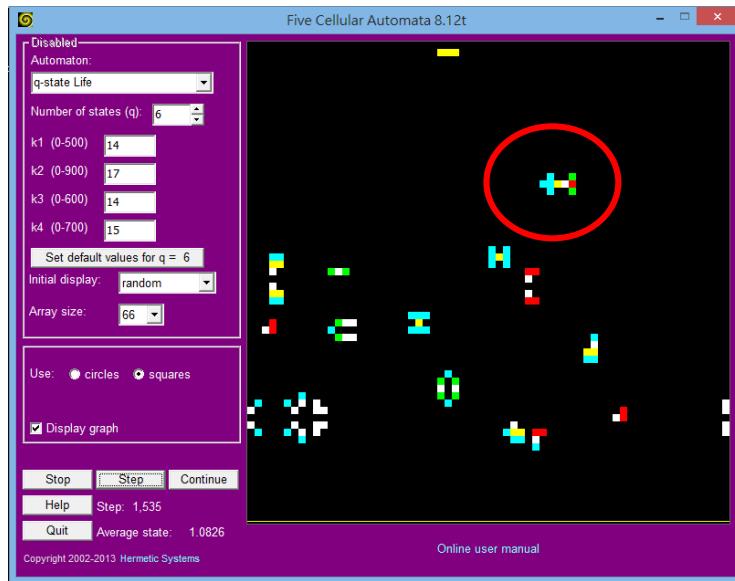 Five Cellular Automata 8.12t
Disabled
Automaton:
q-state Life
Number of states (q): 6
k1 (0-500) 14
k2 (0-900) 17
k3 (0-600) 14
k4 (0-700) 15
Set default values for q = 6
Initial display: random
Array size: 66
Use: circles squares
Display graph
Stop Step Continue
Help Step: 1,535
Quit Average state: 1.0826
Copyright 2002-2013 Hermetic Systems
Online user manual